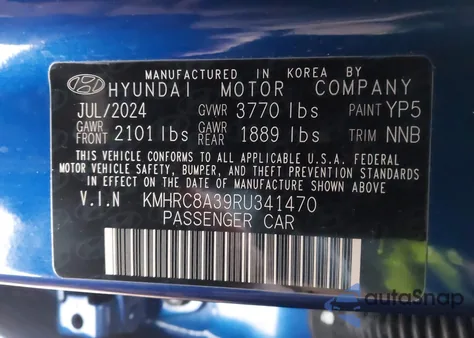 MANUFACTURED IN KOREA BY
HYUNDAI MOTOR COMPANY
JUL/2024 GVWR 3770 lbs PAINT YP5
GAWR FRONT 2101 lbs GAWR REAR 1889 lbs TRIM NNB
THIS VEHICLE CONFORMS TO ALL APPLICABLE U.S.A. FEDERAL
MOTOR VEHICLE SAFETY, BUMPER, AND THEFT PREVENTION STANDARDS
IN EFFECT ON THE DATE OF MANUFACTURE SHOWN ABOVE.
V.I.N KMHRC8A39RU341470
PASSENGER CAR
autoSnap